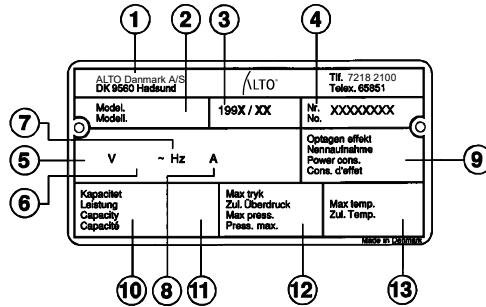 1
2
3
4
ALTO Danmark A/S
DK 9560 Hadsund
ALTO®
Tlf. 7218 2100
Telex. 65851
Model.
Modell.
199X / XX
Nr.
No.
XXXXXXXX
7
5
V ~ Hz A
Optagen effekt
Nennaufnahme
Power cons.
Cons. d'effet
9
6
Kapacitet
Leistung
Capacity
Capacité
Max tryk
Zul. Überdruck
Max press.
Press. max.
Max temp.
Zul. Temp.
Made in Denmark
10
8
11
12
13